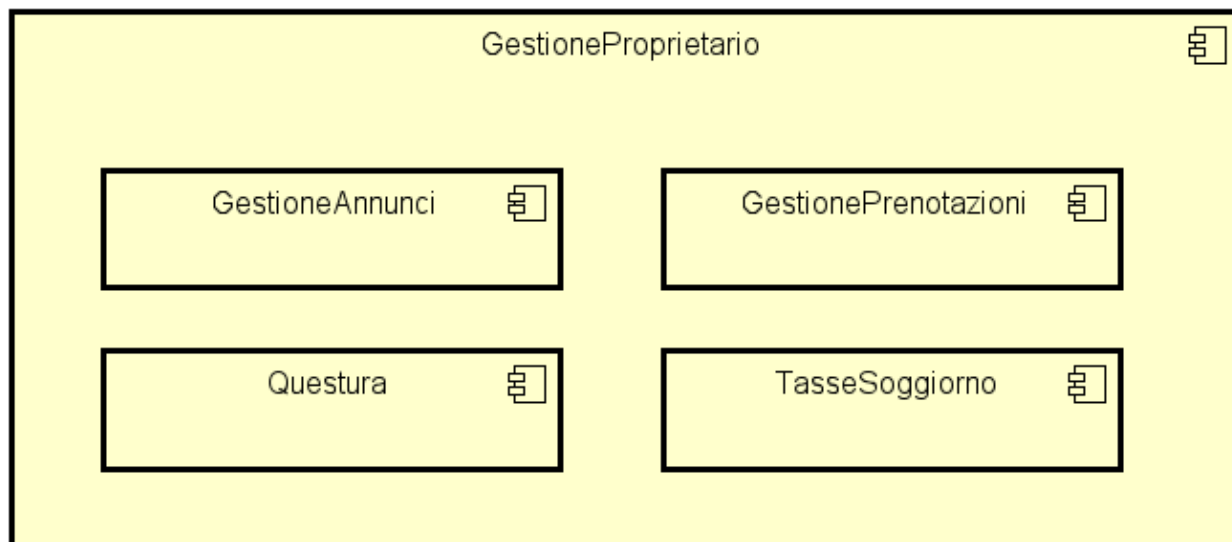 GestioneProprietario
GestioneAnnunci
GestionePrenotazioni
Questura
TasseSoggiorno